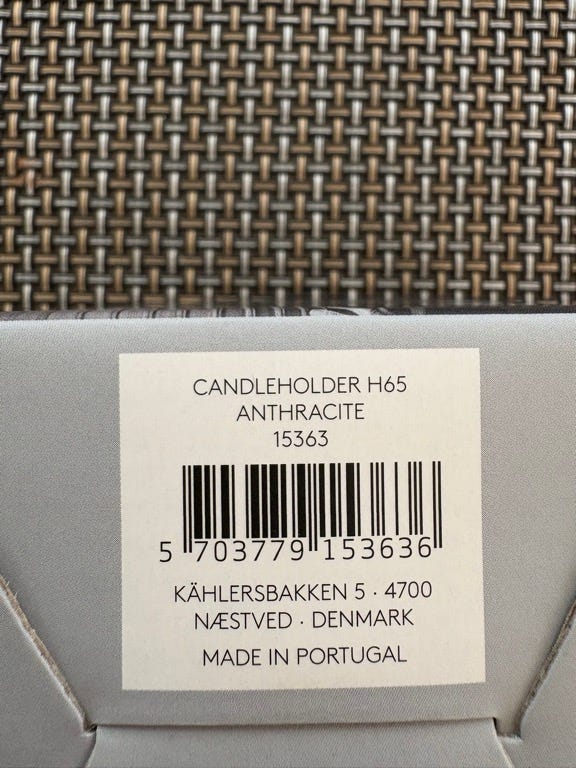 CANDLEHOLDER H65
ANTHRACITE
15363
5 703779 153636
KÄHLERSBAKKEN 5 · 4700
NÆSTVED · DENMARK
MADE IN PORTUGAL